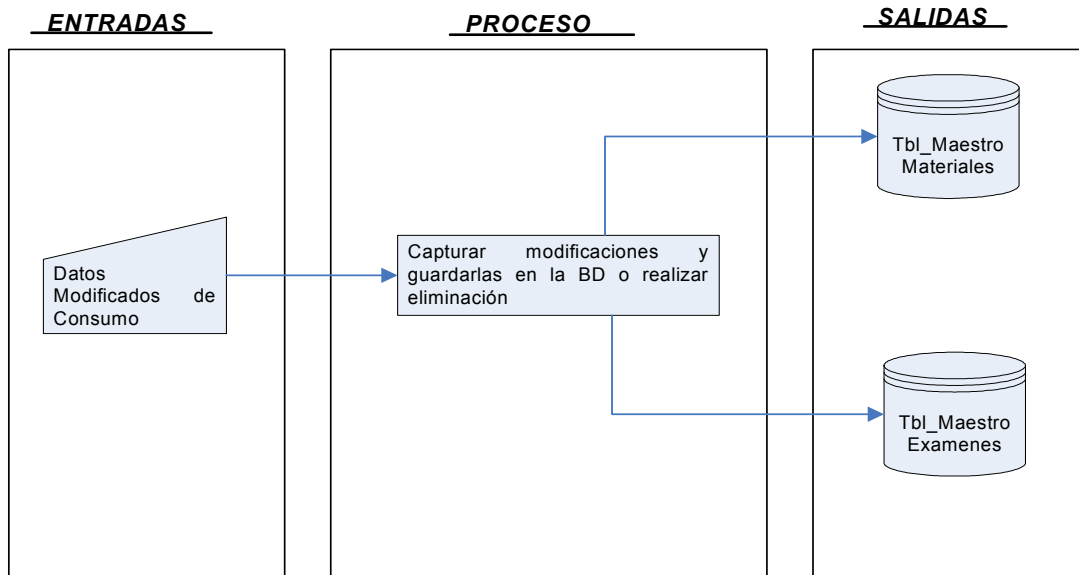 ENTRADAS
PROCESO
SALIDAS
Datos
Modificados de
Consumo
Capturar modificaciones y
guardarlas en la BD o realizar
eliminación
Tbl_Maestro
Materiales
Tbl_Maestro
Examenes